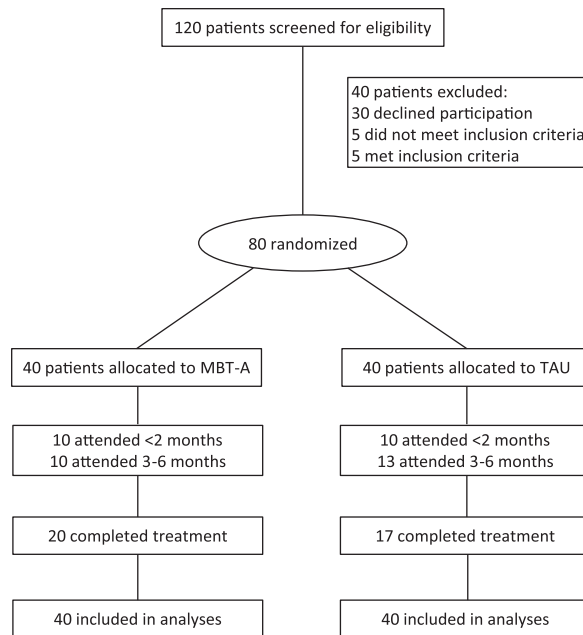 120 patients screened for eligibility
40 patients excluded:
30 declined participation
5 did not meet inclusion criteria
5 met inclusion criteria
80 randomized
40 patients allocated to MBT-A
40 patients allocated to TAU
10 attended <2 months
10 attended 3-6 months
10 attended <2 months
13 attended 3-6 months
20 completed treatment
17 completed treatment
40 included in analyses
40 included in analyses